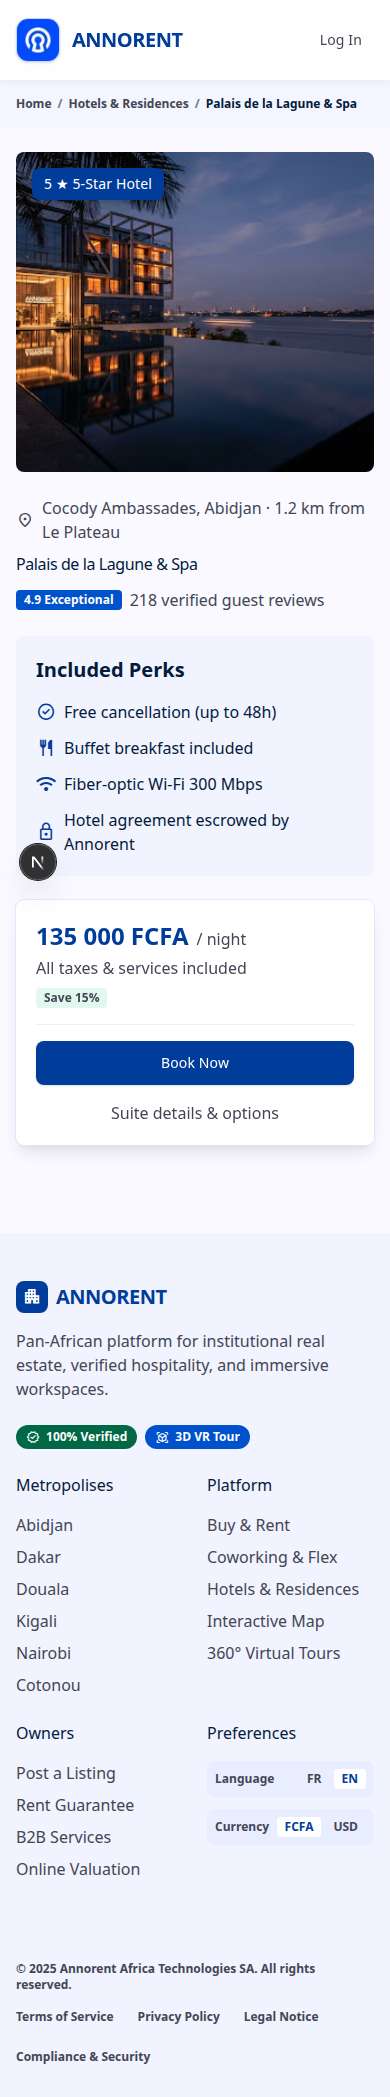 ANNORENT
Log In
Home / Hotels & Residences / Palais de la Lagune & Spa
5 ★ 5-Star Hotel
Cocody Ambassades, Abidjan · 1.2 km from
Le Plateau
Palais de la Lagune & Spa
4.9 Exceptional 218 verified guest reviews
Included Perks
Free cancellation (up to 48h)
Buffet breakfast included
Fiber-optic Wi-Fi 300 Mbps
Hotel agreement escrowed by
Annorent
N
135 000 FCFA / night
All taxes & services included
Save 15%
Book Now
Suite details & options
ANNORENT
Pan-African platform for institutional real
estate, verified hospitality, and immersive
workspaces.
100% Verified
3D VR Tour
Metropolises
Abidjan
Dakar
Douala
Kigali
Nairobi
Cotonou
Platform
Buy & Rent
Coworking & Flex
Hotels & Residences
Interactive Map
360° Virtual Tours
Owners
Post a Listing
Rent Guarantee
B2B Services
Online Valuation
Preferences
Language FR EN
Currency FCFA USD
© 2025 Annorent Africa Technologies SA. All rights
reserved.
Terms of Service Privacy Policy Legal Notice
Compliance & Security